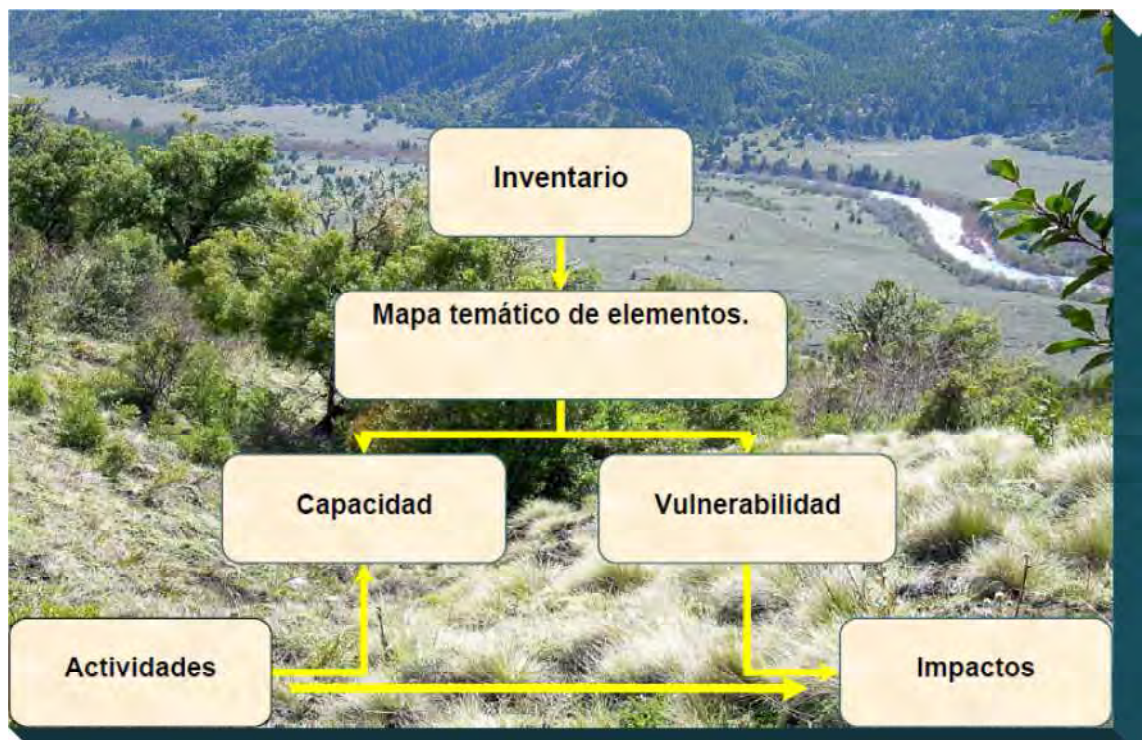 Inventario
Mapa temático de elementos.
Capacidad
Vulnerabilidad
Actividades
Impactos